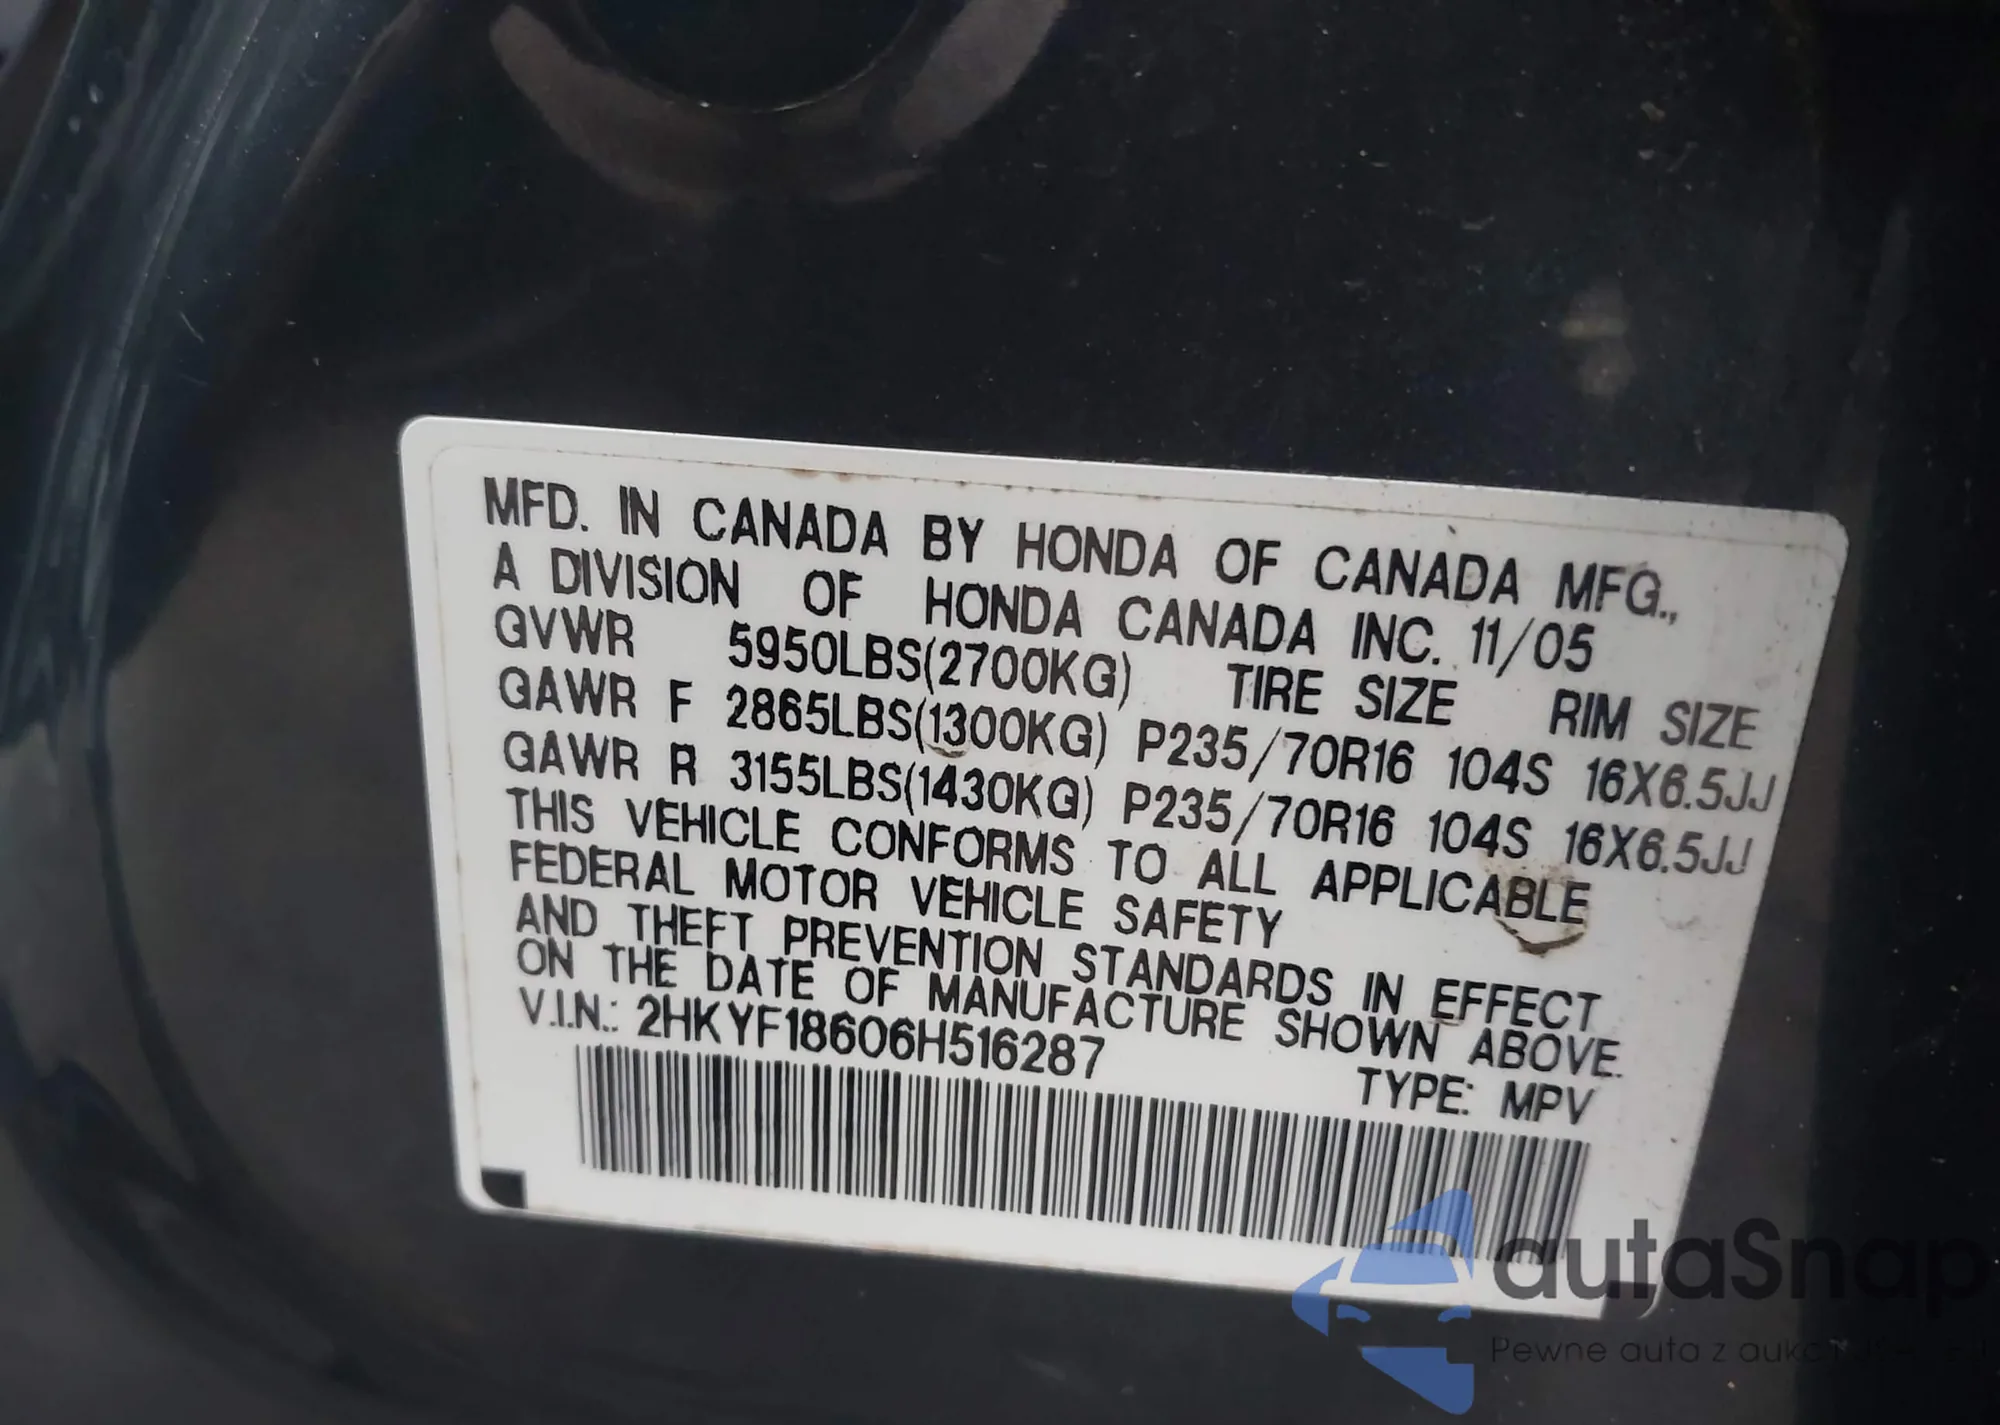 MFD. IN CANADA BY HONDA OF CANADA MFG.,
A DIVISION OF HONDA CANADA INC. 11/05
GVWR 5950LBS(2700KG) TIRE SIZE RIM SIZE
GAWR F 2865LBS(1300KG) P235/70R16 104S 16X6.5JJ
GAWR R 3155LBS(1430KG) P235/70R16 104S 16X6.5JJ
THIS VEHICLE CONFORMS TO ALL APPLICABLE
FEDERAL MOTOR VEHICLE SAFETY
AND THEFT PREVENTION STANDARDS IN EFFECT
ON THE DATE OF MANUFACTURE SHOWN ABOVE.
V.I.N.: 2HKYF18606H516287 TYPE: MPV
autaSnap
Pewne auta z